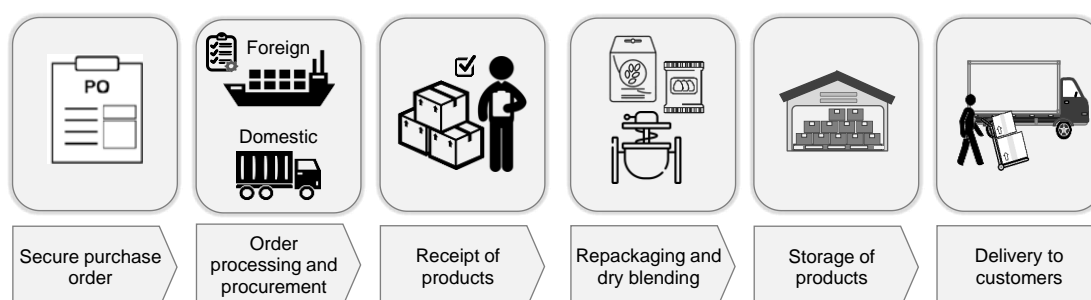 PO
Foreign
Domestic
Secure purchase
order
Order
processing and
procurement
Receipt of
products
Repackaging and
dry blending
Storage of
products
Delivery to
customers